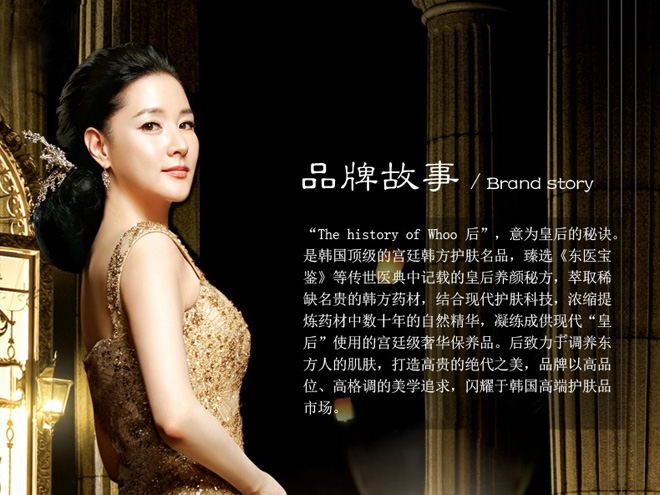 品牌故事 / Brand story
“The history of Whoo 后”，意为皇后的秘诀。
是韩国顶级的宫廷韩方护肤名品，臻选《东医宝
鉴》等传世医典中记载的皇后养颜秘方，萃取稀
缺名贵的韩方药材，结合现代护肤科技，浓缩提
炼药材中数十年的自然精华，凝练成供现代“皇
后”使用的宫廷级奢华保养品。后致力于调养东
方人的肌肤，打造高贵的绝代之美，品牌以高品
位、高格调的美学追求，闪耀于韩国高端护肤品
市场。